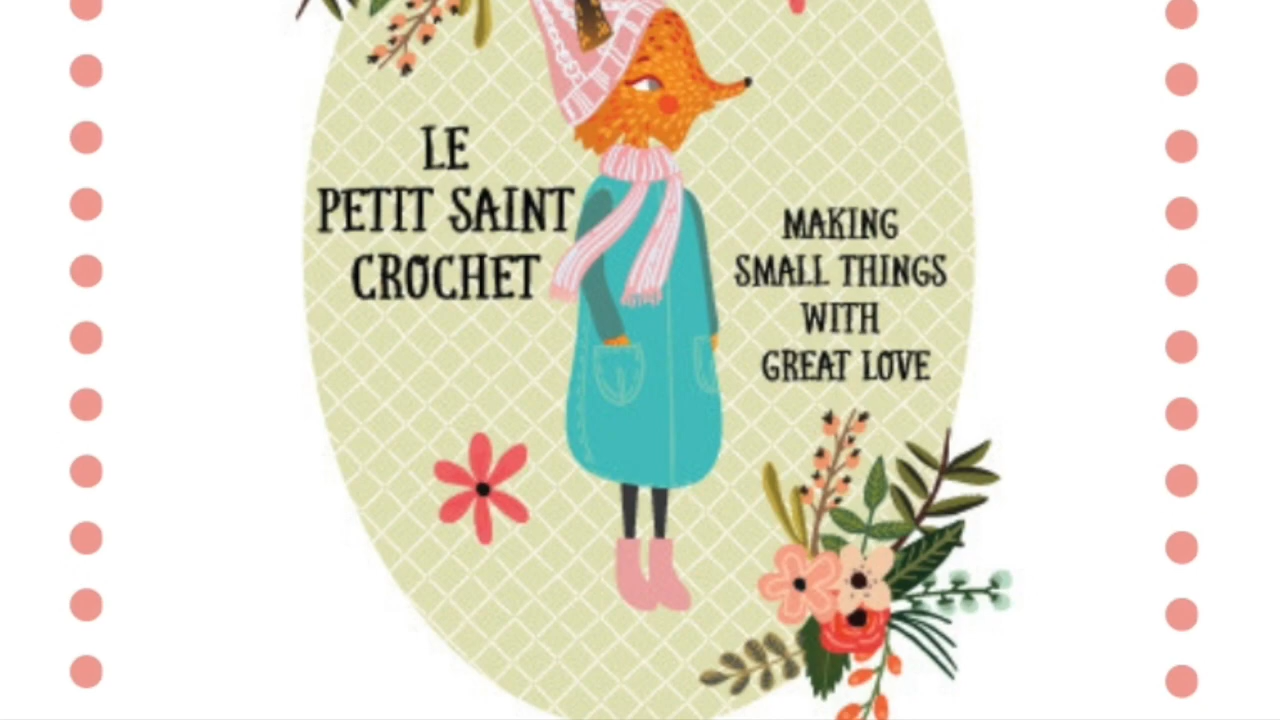 LE
PETIT SAINT
CROCHET
MAKING
SMALL THINGS
WITH
GREAT LOVE